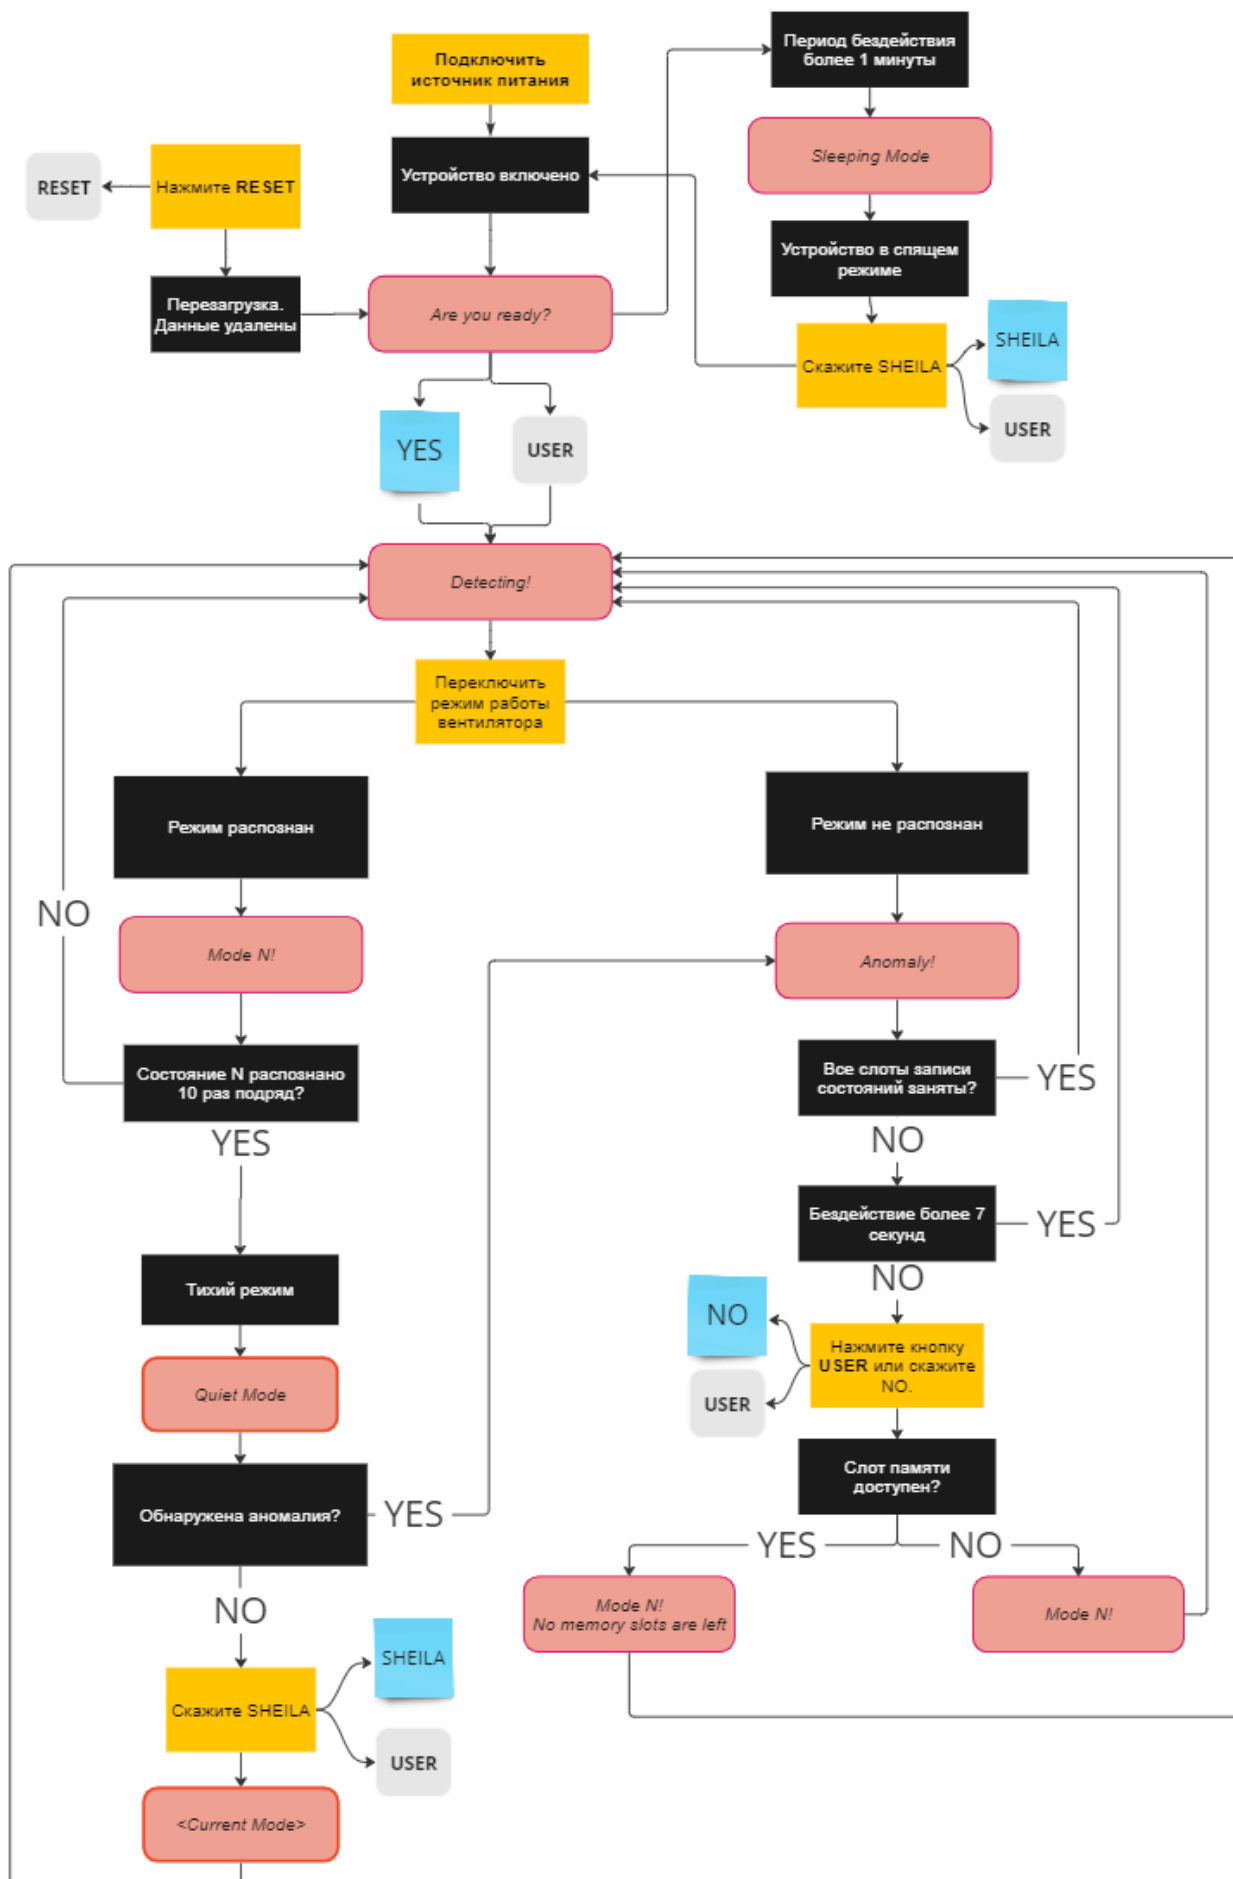 Подключить
источник питания
Период бездействия
более 1 минуты
Sleeping Mode
RESET
Нажмите RESET
Устройство включено
Устройство в спящем
режиме
Перезагрузка.
Данные удалены
Are you ready?
Скажите SHEILA
SHEILA
USER
YES
USER
Detecting!
Переключить
режим работы
вентилятора
Режим распознан
Режим не распознан
NO
Mode N!
Anomaly!
Состояние N распознано
10 раз подряд?
Все слоты записи
состояний заняты?
YES
YES
NO
Бездействие более 7
секунд
YES
NO
Тихий режим
NO
USER
Нажмите кнопку
USER или скажите
NO.
Quiet Mode
Слот памяти
доступен?
Обнаружена аномалия?
YES
YES
NO
Mode N!
No memory slots are left
Mode N!
NO
SHEILA
Скажите SHEILA
USER
<Current Mode>